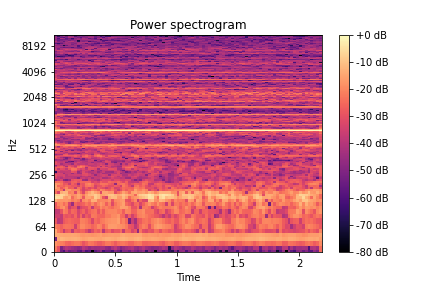 Power spectrogram
Hz
8192
4096
2048
1024
512
256
128
64
0
0
0.5
1
1.5
2
Time
+0 dB
-10 dB
-20 dB
-30 dB
-40 dB
-50 dB
-60 dB
-70 dB
-80 dB